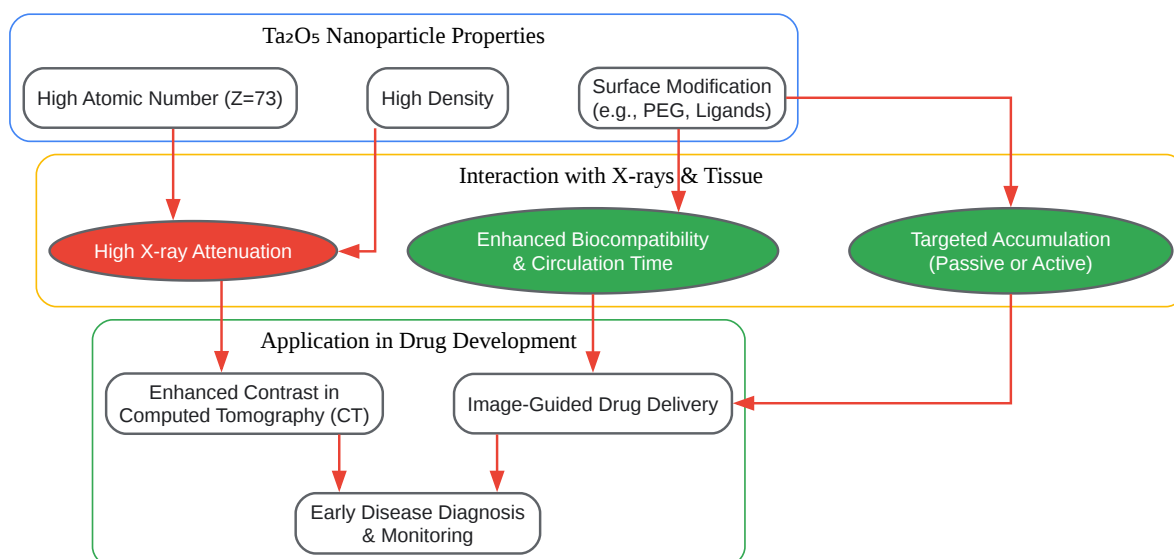 Ta₂O₅ Nanoparticle Properties
High Atomic Number (Z=73)
High Density
Surface Modification
(e.g., PEG, Ligands)
Interaction with X-rays & Tissue
High X-ray Attenuation
Enhanced Biocompatibility
& Circulation Time
Targeted Accumulation
(Passive or Active)
Application in Drug Development
Enhanced Contrast in
Computed Tomography (CT)
Image-Guided Drug Delivery
Early Disease Diagnosis
& Monitoring